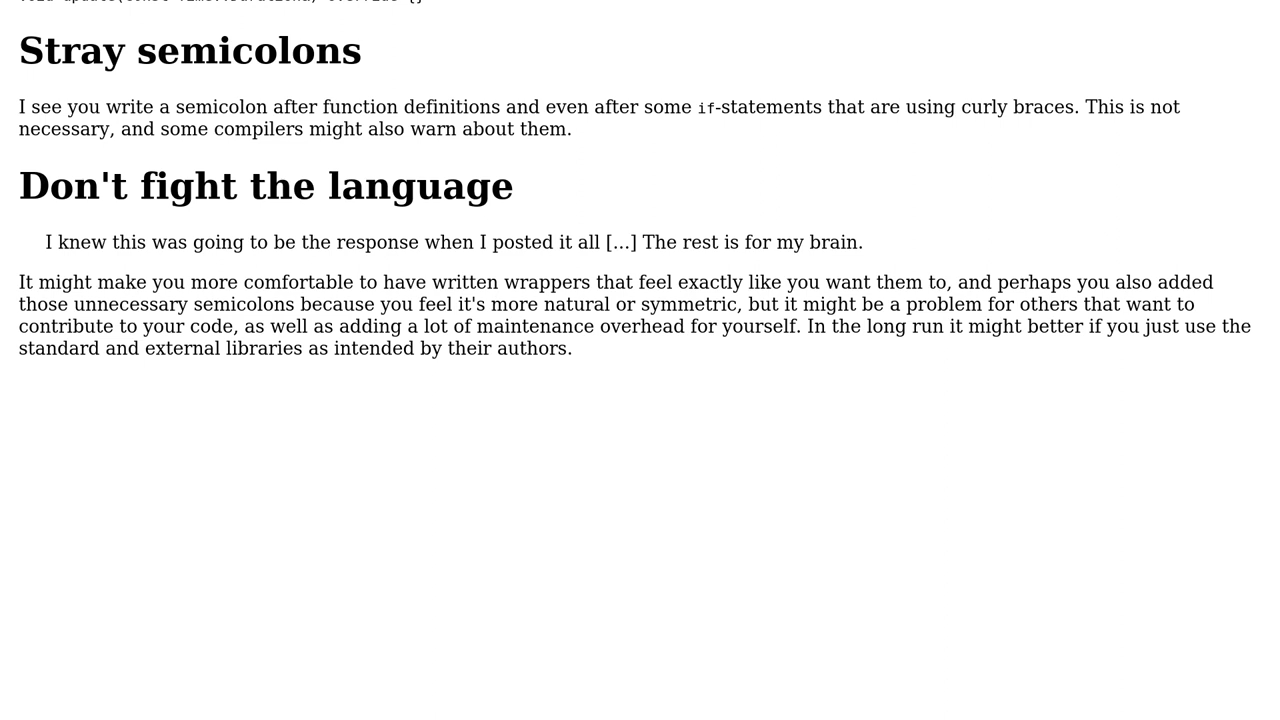 Stray semicolons
I see you write a semicolon after function definitions and even after some if-statements that are using curly braces. This is not
necessary, and some compilers might also warn about them.
Don't fight the language
I knew this was going to be the response when I posted it all [...] The rest is for my brain.
It might make you more comfortable to have written wrappers that feel exactly like you want them to, and perhaps you also added
those unnecessary semicolons because you feel it's more natural or symmetric, but it might be a problem for others that want to
contribute to your code, as well as adding a lot of maintenance overhead for yourself. In the long run it might better if you just use the
standard and external libraries as intended by their authors.